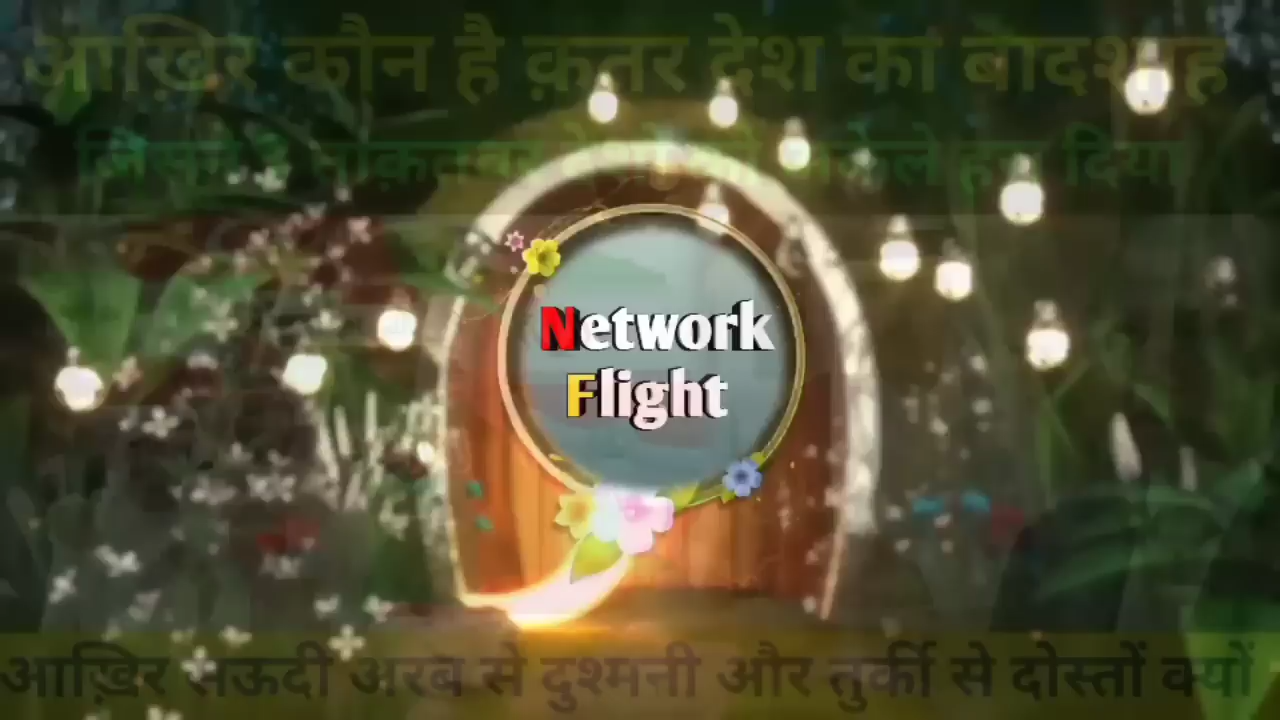 आख़िर कौन है क़तर देश का बादशाह
दिया
Network
Flight
आख़िर सऊदी अरब से दुश्मनी और तुर्की से दोस्तों क्यों